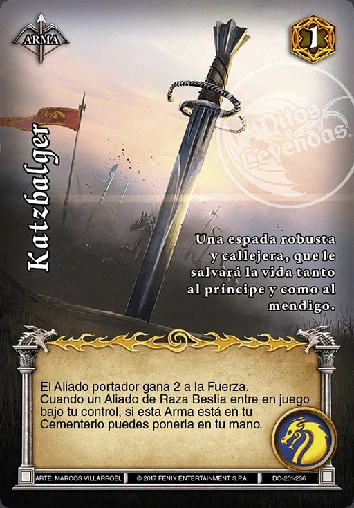 ARMA
1
Mitos
y
Leyendas
Katzbalger
Una espada robusta
y callejera, que le
salvará la vida tanto
al príncipe y como al
mendigo.
El Aliado portador gana 2 a la Fuerza.
Cuando un Aliado de Raza Bestia entre en juego
bajo tu control, si esta Arma está en tu
Cementerio puedes ponerla en tu mano.
ARTE: MARCOS VILLARROEL
© 2017 FENIX ENTERTAINMENT S.P.A.
DC-201-236